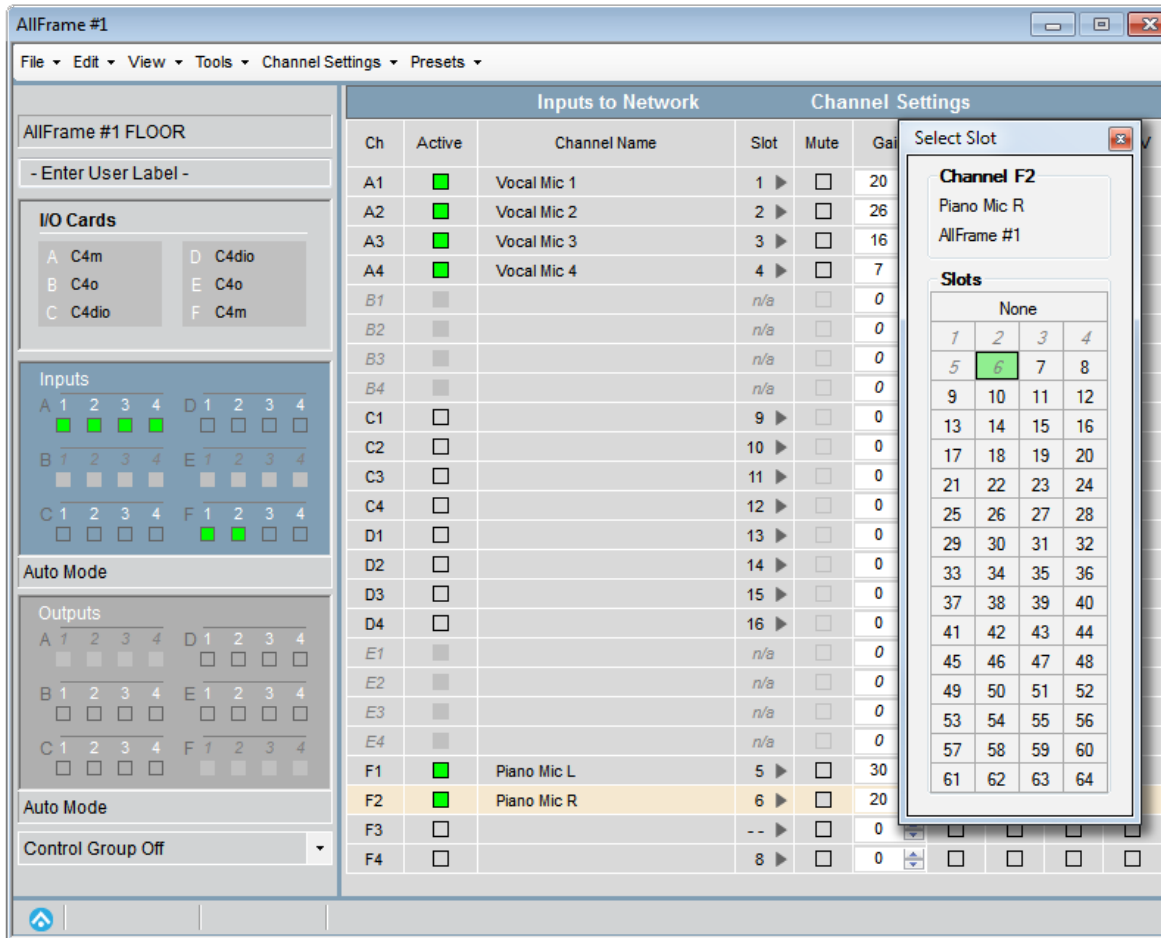 AllFrame #1
File Edit View Tools Channel Settings Presets
AllFrame #1 FLOOR
- Enter User Label -
I/O Cards
A C4m D C4dio
B C4o E C4o
C C4dio F C4m
Inputs
A 1 2 3 4 D 1 2 3 4
B 1 2 3 4 E 1 2 3 4
C 1 2 3 4 F 1 2 3 4
Auto Mode
Outputs
A 1 2 3 4 D 1 2 3 4
B 1 2 3 4 E 1 2 3 4
C 1 2 3 4 F 1 2 3 4
Auto Mode
Control Group Off
Inputs to Network Channel Settings
Ch Active Channel Name Slot Mute Gai V
A1 Vocal Mic 1 1 20
A2 Vocal Mic 2 2 26
A3 Vocal Mic 3 3 16
A4 Vocal Mic 4 4 7
B1 n/a 0
B2 n/a 0
B3 n/a 0
B4 n/a 0
C1 9 0
C2 10 0
C3 11 0
C4 12 0
D1 13 0
D2 14 0
D3 15 0
D4 16 0
E1 n/a 0
E2 n/a 0
E3 n/a 0
E4 n/a 0
F1 Piano Mic L 5 30
F2 Piano Mic R 6 20
F3 -- 0
F4 8 0
Select Slot
Channel F2
Piano Mic R
AllFrame #1
Slots
None
1 2 3 4
5 6 7 8
9 10 11 12
13 14 15 16
17 18 19 20
21 22 23 24
25 26 27 28
29 30 31 32
33 34 35 36
37 38 39 40
41 42 43 44
45 46 47 48
49 50 51 52
53 54 55 56
57 58 59 60
61 62 63 64